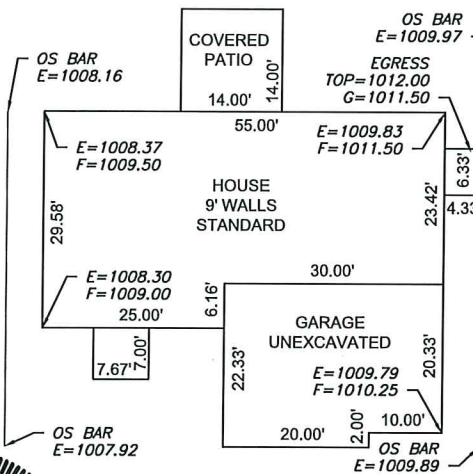 OS BAR
E=1009.97
COVERED
PATIO
OS BAR
E=1008.16
EGRESS
TOP=1012.00
G=1011.50
14.00'
14.00'
55.00'
E=1008.37
F=1009.50
E=1009.83
F=1011.50
6.33'
4.33
HOUSE
9' WALLS
STANDARD
29.58'
23.42'
30.00'
E=1008.30
F=1009.00
25.00'
6.16'
GARAGE
UNEXCAVATED
7.67'
7.00'
22.33'
20.33'
E=1009.79
F=1010.25
20.00'
2.00'
10.00'
OS BAR
E=1007.92
OS BAR
E=1009.89